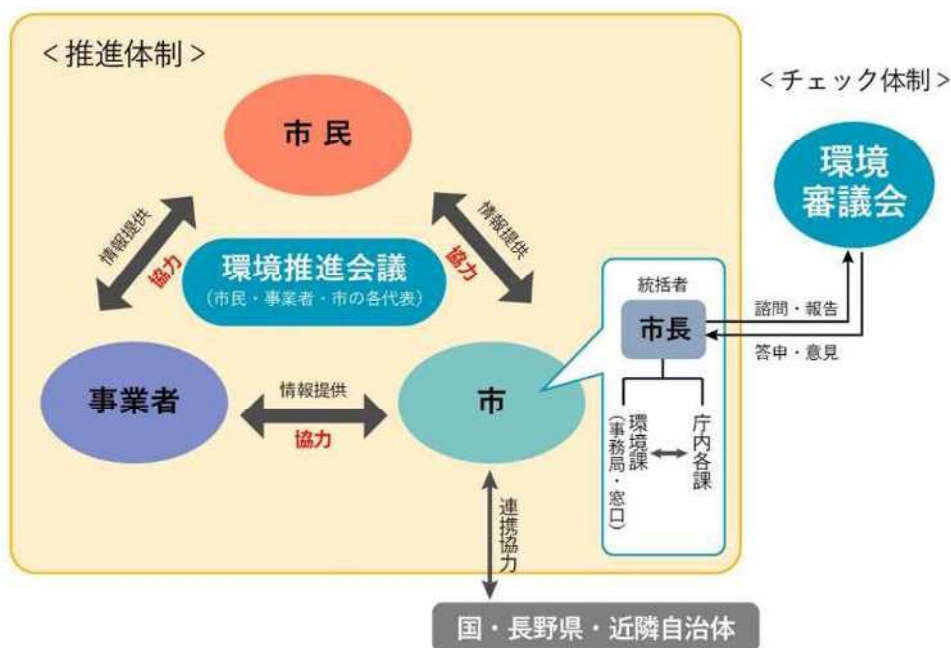 ＜推進体制＞
＜チェック体制＞
市民
環境
審議会
情報提供
協力
情報提供
協力
環境推進会議
（市民・事業者・市の各代表）
統括者
市長
諮問・報告
答申・意見
事業者
情報提供
協力
市
環境課
（事務局・窓口）
庁内各課
連携協力
国・長野県・近隣自治体